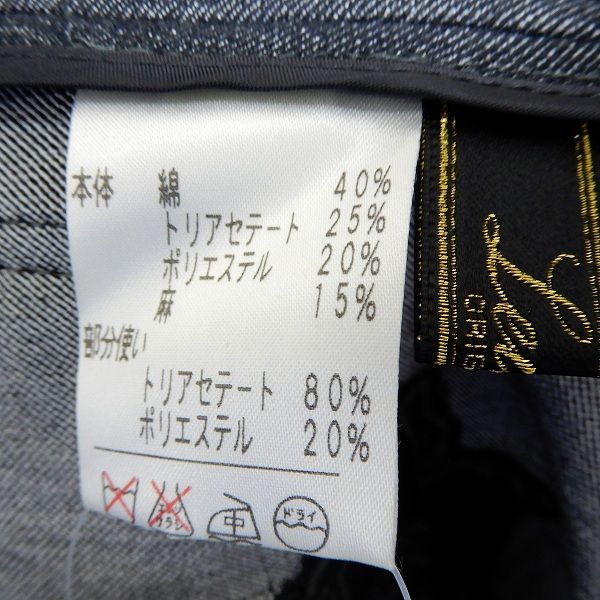 本体 綿 40%
トリアセテート 25%
ポリエステル 20%
麻 15%
部分使い
トリアセテート 80%
ポリエステル 20%
中
ドライ